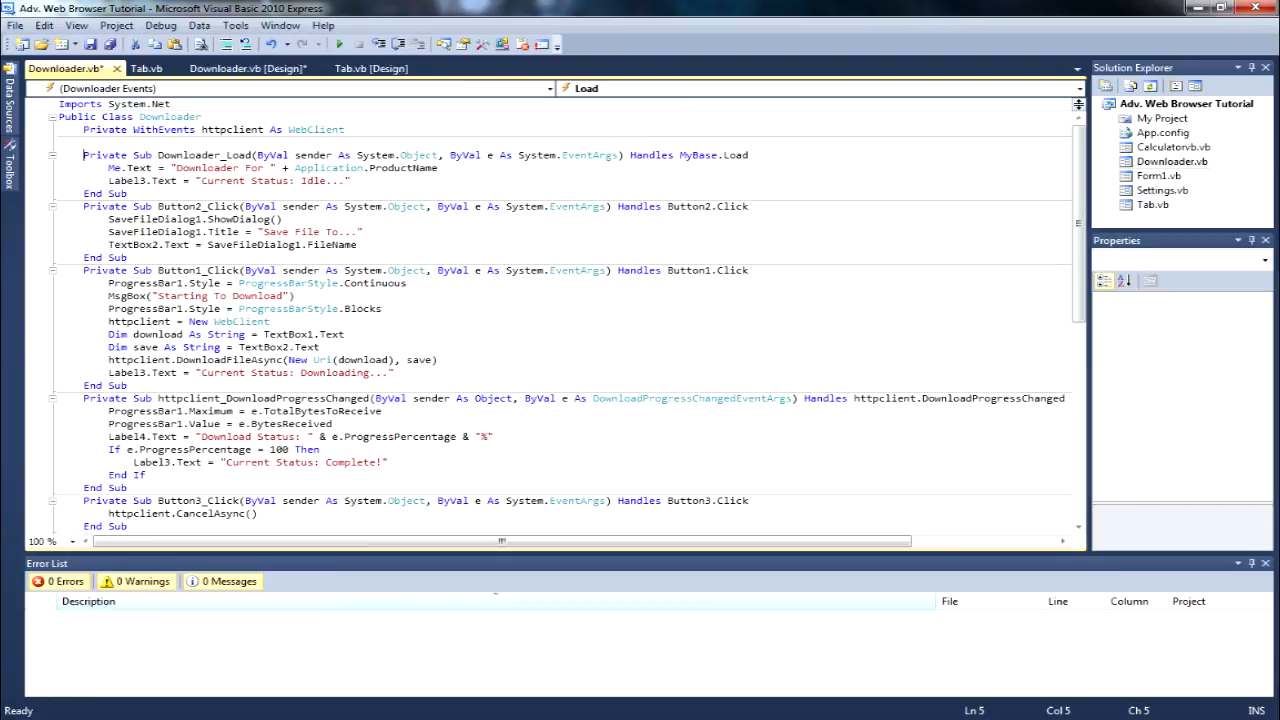 Adv. Web Browser Tutorial - Microsoft Visual Basic 2010 Express
File Edit View Project Debug Data Tools Window Help
Downloader.vb* Tab.vb Downloader.vb [Design]* Tab.vb [Design]
(Downloader Events) Load
Data Sources
Toolbox
Imports System.Net
Public Class Downloader
Private WithEvents httpclient As WebClient
Private Sub Downloader_Load(ByVal sender As System.Object, ByVal e As System.EventArgs) Handles MyBase.Load
Me.Text = "Downloader For " + Application.ProductName
Label3.Text = "Current Status: Idle..."
End Sub
Private Sub Button2_Click(ByVal sender As System.Object, ByVal e As System.EventArgs) Handles Button2.Click
SaveFileDialog1.ShowDialog()
SaveFileDialog1.Title = "Save File To..."
TextBox2.Text = SaveFileDialog1.FileName
End Sub
Private Sub Button1_Click(ByVal sender As System.Object, ByVal e As System.EventArgs) Handles Button1.Click
ProgressBar1.Style = ProgressBarStyle.Continuous
MsgBox("Starting To Download")
ProgressBar1.Style = ProgressBarStyle.Blocks
httpclient = New WebClient
Dim download As String = TextBox1.Text
Dim save As String = TextBox2.Text
httpclient.DownloadFileAsync(New Uri(download), save)
Label3.Text = "Current Status: Downloading..."
End Sub
Private Sub httpclient_DownloadProgressChanged(ByVal sender As Object, ByVal e As DownloadProgressChangedEventArgs) Handles httpclient.DownloadProgressChanged
ProgressBar1.Maximum = e.TotalBytesToReceive
ProgressBar1.Value = e.BytesReceived
Label4.Text = "Download Status: " & e.ProgressPercentage & "%"
If e.ProgressPercentage = 100 Then
Label3.Text = "Current Status: Complete!"
End If
End Sub
Private Sub Button3_Click(ByVal sender As System.Object, ByVal e As System.EventArgs) Handles Button3.Click
httpclient.CancelAsync()
End Sub
100 %
Solution Explorer
Adv. Web Browser Tutorial
My Project
App.config
Calculatorvb.vb
Downloader.vb
Form1.vb
Settings.vb
Tab.vb
Properties
Error List
0 Errors 0 Warnings 0 Messages
Description File Line Column Project
Ready Ln 5 Col 5 Ch 5 INS